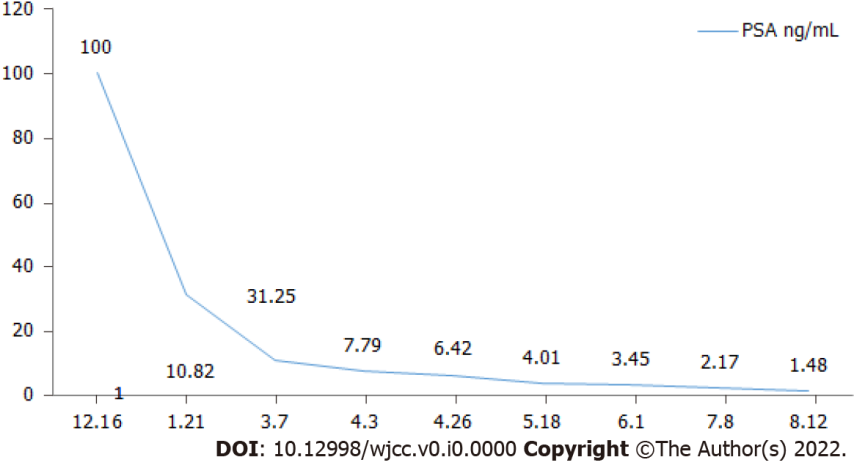 120
PSA ng/mL
100
100
80
60
40
31.25
20
7.79 6.42 4.01 3.45 2.17 1.48
10.82
0
1
12.16 1.21 3.7 4.3 4.26 5.18 6.1 7.8 8.12
DOI: 10.12998/wjcc.v0.i0.0000 Copyright ©The Author(s) 2022.